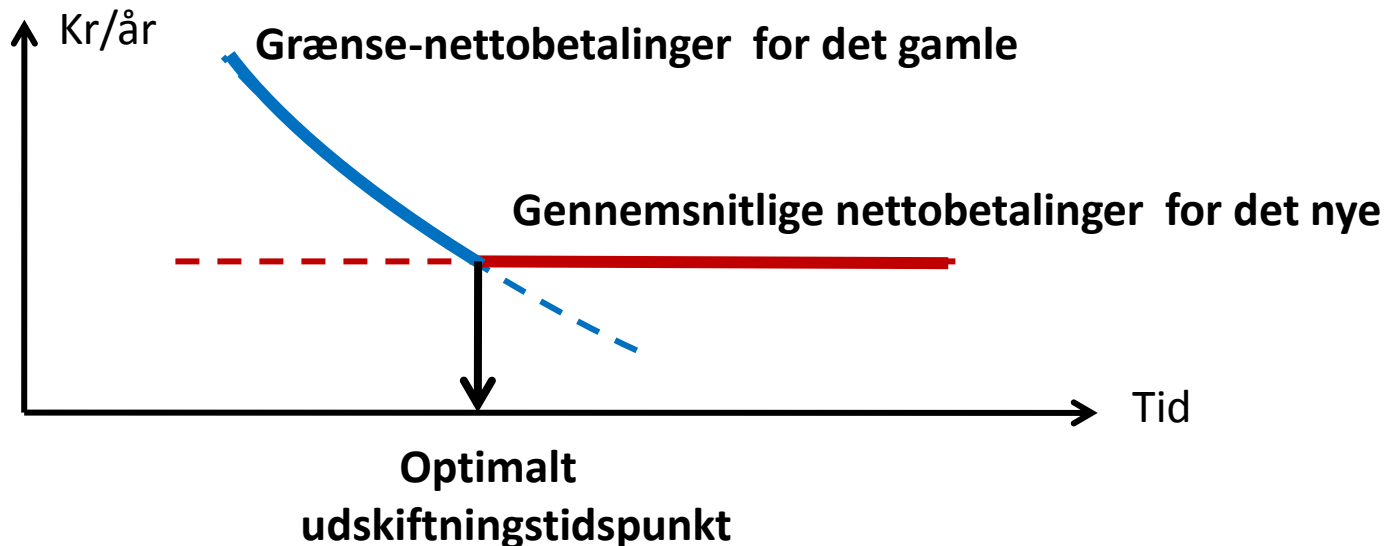 Kr/år
Grænse-nettobetalinger for det gamle
Gennemsnitlige nettobetalinger for det nye
Tid
Optimalt
udskiftningstidspunkt